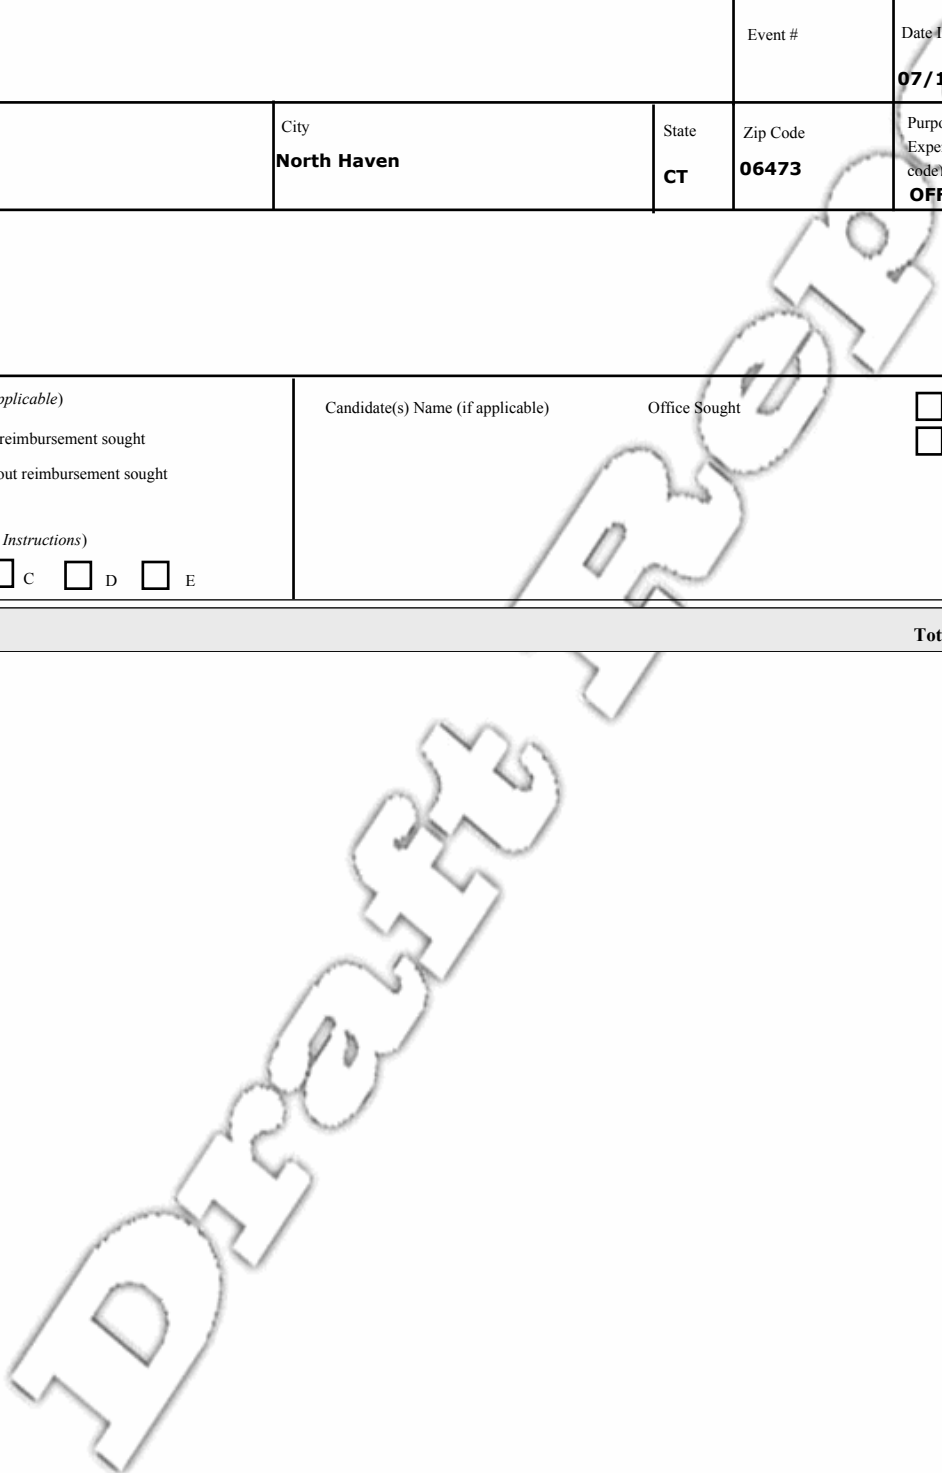 Event #
Date I
07/1
City
State
Zip Code
Purpo
North Haven
Expe
CT
06473
code)
OFF
pplicable)
Candidate(s) Name (if applicable)
Office Sought
reimbursement sought
out reimbursement sought
Instructions)
C D E
Tot
Draft Rep